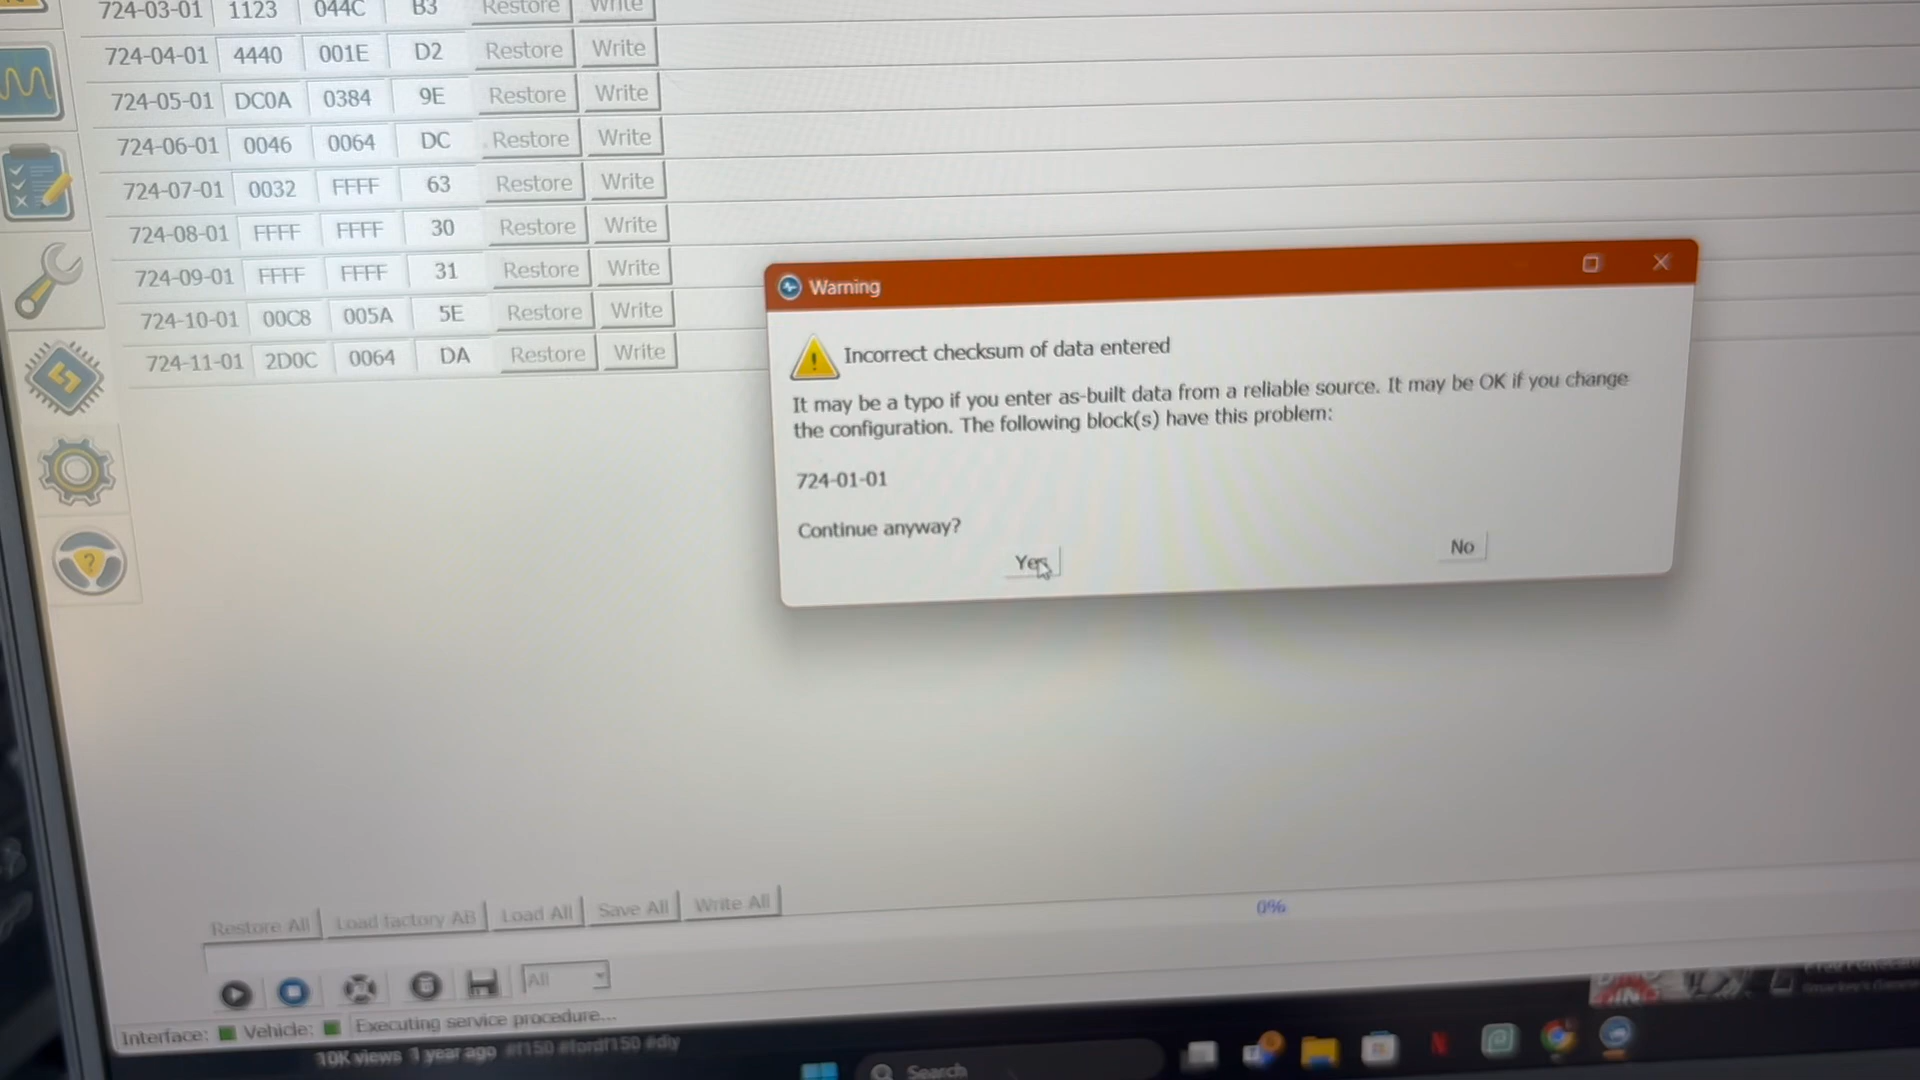 724-03-01 1123 044C B3 Restore Write
724-04-01 4440 001E D2 Restore Write
724-05-01 DC0A 0384 9E Restore Write
724-06-01 0046 0064 DC Restore Write
724-07-01 0032 FFFF 63 Restore Write
724-08-01 FFFF FFFF 30 Restore Write
724-09-01 FFFF FFFF 31 Restore Write
724-10-01 00C8 005A 5E Restore Write
724-11-01 2D0C 0064 DA Restore Write
Warning
Incorrect checksum of data entered
It may be a typo if you enter as-built data from a reliable source. It may be OK if you change
the configuration. The following block(s) have this problem:
724-01-01
Continue anyway?
Yes No
Restore All Load factory AB Load All Save All Write All
0%
All
Interface: Vehicle: Executing service procedure...
10K views 1 year ago #f150 #fordf150 #diy
Search